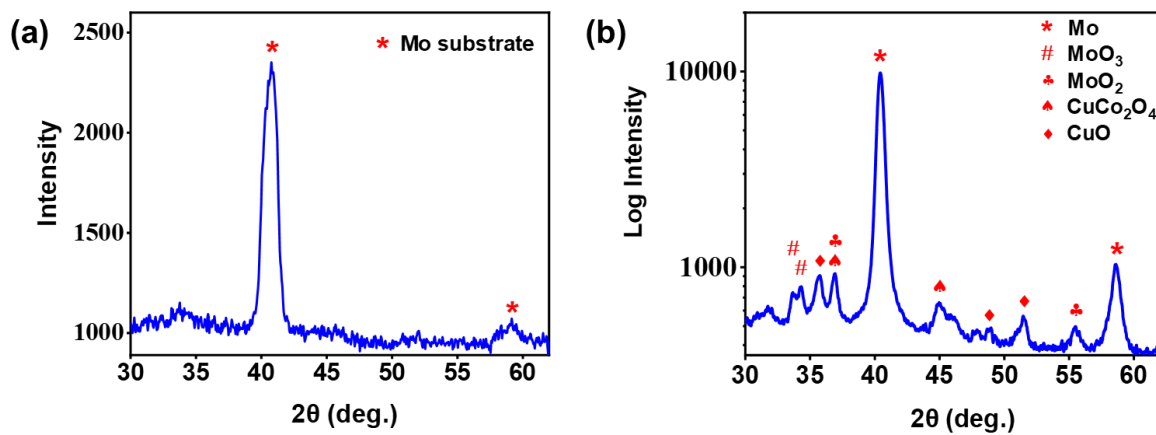 (a)
* Mo substrate
*
*
2500
2000
1500
1000
Intensity
30 35 40 45 50 55 60
2θ (deg.)
(b)
* Mo
# MoO₃
♣ MoO₂
♠ CuCo₂O₄
♦ CuO
*
*
#
#
♦
♣
♠
♠
♦
♦
♣
10000
1000
Log Intensity
30 35 40 45 50 55 60
2θ (deg.)